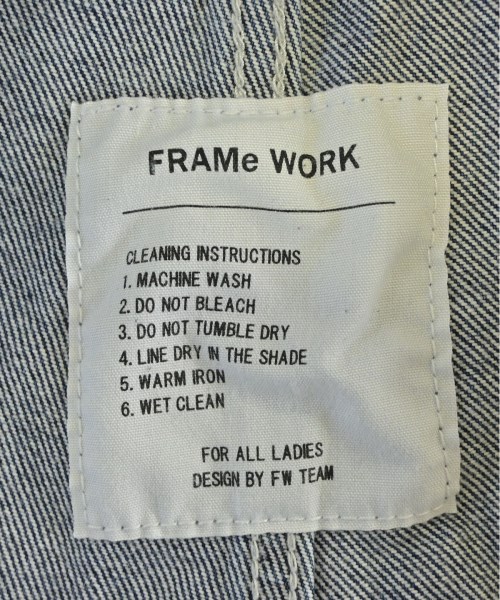 FRAMe WORK
CLEANING INSTRUCTIONS
1. MACHINE WASH
2. DO NOT BLEACH
3. DO NOT TUMBLE DRY
4. LINE DRY IN THE SHADE
5. WARM IRON
6. WET CLEAN
FOR ALL LADIES
DESIGN BY FW TEAM